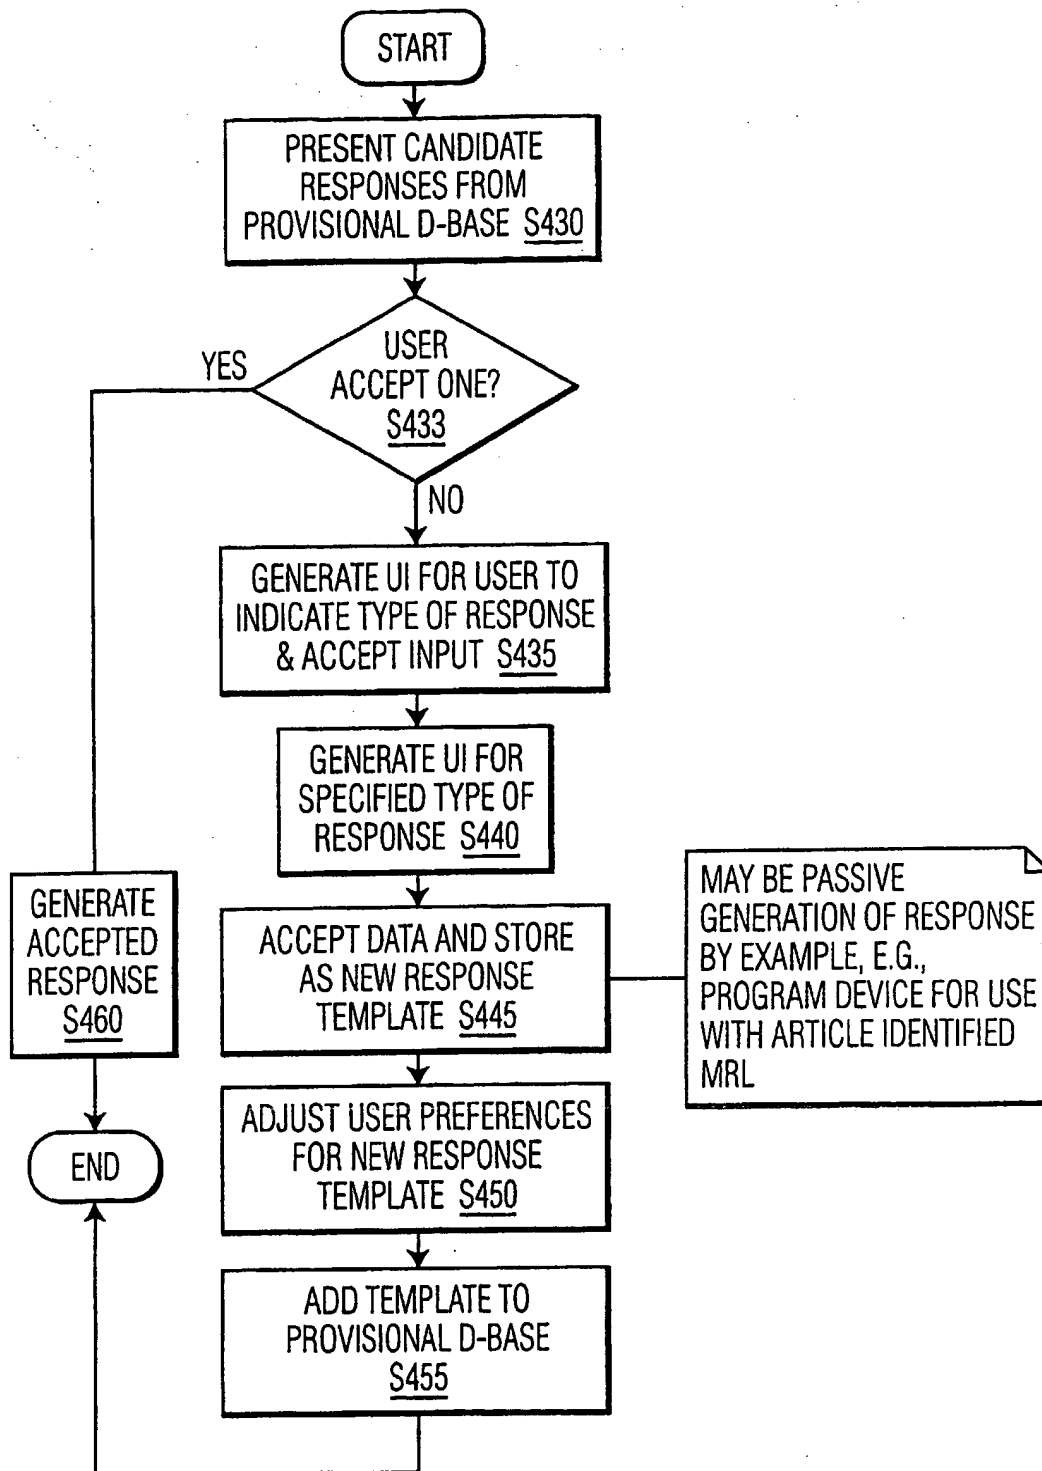 START
PRESENT CANDIDATE
RESPONSES FROM
PROVISIONAL D-BASE S430
USER
ACCEPT ONE?
S433
YES
NO
GENERATE UI FOR USER TO
INDICATE TYPE OF RESPONSE
& ACCEPT INPUT S435
GENERATE UI FOR
SPECIFIED TYPE OF
RESPONSE S440
GENERATE
ACCEPTED
RESPONSE
S460
ACCEPT DATA AND STORE
AS NEW RESPONSE
TEMPLATE S445
MAY BE PASSIVE
GENERATION OF RESPONSE
BY EXAMPLE, E.G.,
PROGRAM DEVICE FOR USE
WITH ARTICLE IDENTIFIED
MRL
ADJUST USER PREFERENCES
FOR NEW RESPONSE
TEMPLATE S450
END
ADD TEMPLATE TO
PROVISIONAL D-BASE
S455